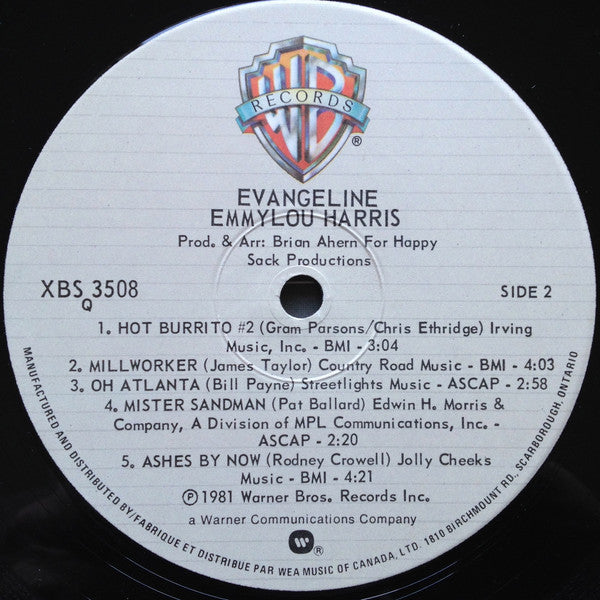 WB
RECORDS
®
EVANGELINE
EMMYLOU HARRIS
Prod. & Arr: Brian Ahern For Happy
Sack Productions
XBS 3508
Q
SIDE 2
1. HOT BURRITO #2 (Gram Parsons/Chris Ethridge) Irving
Music, Inc. - BMI - 3:04
2. MILLWORKER (James Taylor) Country Road Music - BMI - 4:03
3. OH ATLANTA (Bill Payne) Streetlights Music - ASCAP - 2:58
4. MISTER SANDMAN (Pat Ballard) Edwin H. Morris &
Company, A Division of MPL Communications, Inc. -
ASCAP - 2:20
5. ASHES BY NOW (Rodney Crowell) Jolly Cheeks
Music - BMI - 4:21
℗1981 Warner Bros. Records Inc.
a Warner Communications Company
®
MANUFACTURED AND DISTRIBUTED BY/FABRIQUE ET DISTRIBUE PAR WEA MUSIC OF CANADA, LTD. 1810 BIRCHMOUNT RD., SCARBOROUGH, ONTARIO